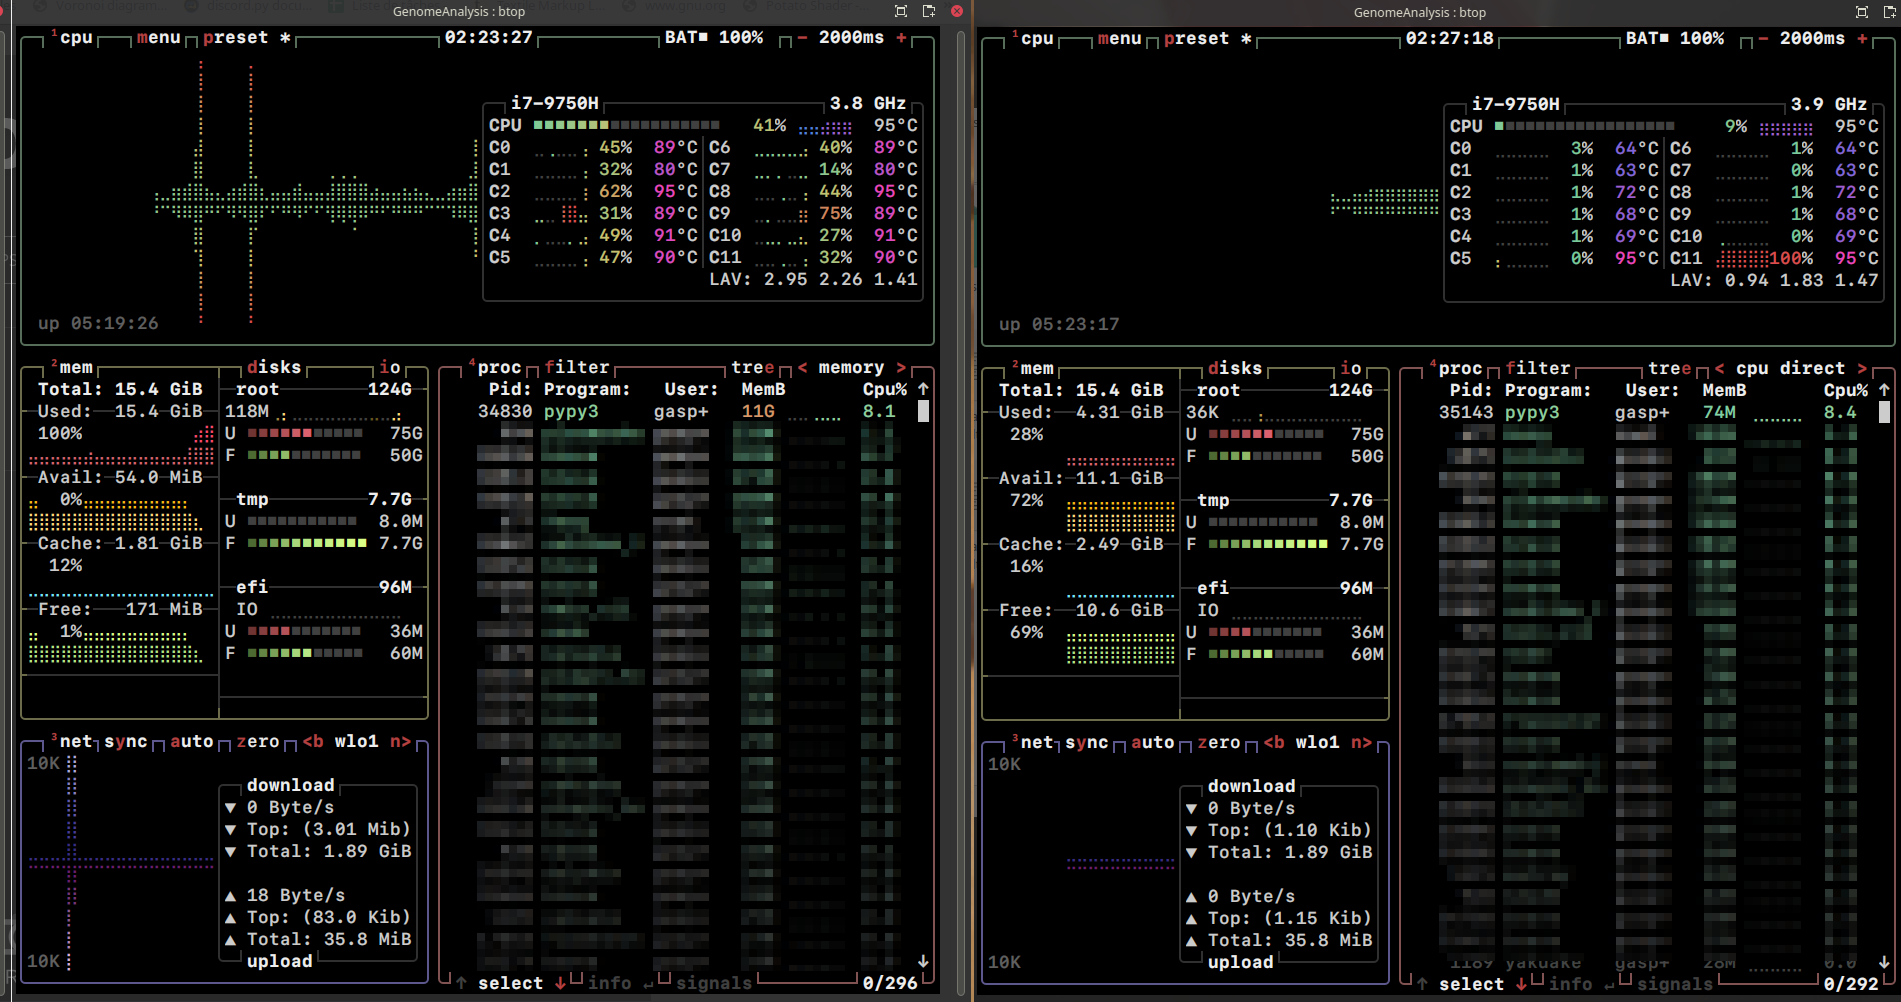 GenomeAnalysis : btop
¹cpu menu preset * 02:23:27 BAT■ 100% - 2000ms +
i7-9750H 3.8 GHz
CPU 41% 95°C
C0 45% 89°C C6 40% 89°C
C1 32% 80°C C7 14% 80°C
C2 62% 95°C C8 44% 95°C
C3 31% 89°C C9 75% 89°C
C4 49% 91°C C10 27% 91°C
C5 47% 90°C C11 32% 90°C
LAV: 2.95 2.26 1.41
up 05:19:26
²mem disks io
Total: 15.4 GiB
Used: 15.4 GiB
100%
Avail: 54.0 MiB
0%
Cache: 1.81 GiB
12%
Free: 171 MiB
1%
root 124G
118M
U 75G
F 50G
tmp 7.7G
U 8.0M
F 7.7G
efi 96M
IO
U 36M
F 60M
³net sync auto zero <b wlo1 n>
10K
download
▼ 0 Byte/s
▼ Top: (3.01 Mib)
▼ Total: 1.89 GiB
▲ 18 Byte/s
▲ Top: (83.0 Kib)
▲ Total: 35.8 MiB
upload
10K
⁴proc filter tree < memory >
Pid: Program: User: MemB Cpu% ↑
34830 pypy3 gasp+ 11G 8.1
↓
↑ select ↓ info ↵ signals 0/296
GenomeAnalysis : btop
¹cpu menu preset * 02:27:18 BAT■ 100% - 2000ms +
i7-9750H 3.9 GHz
CPU 9% 95°C
C0 3% 64°C C6 1% 64°C
C1 1% 63°C C7 0% 63°C
C2 1% 72°C C8 1% 72°C
C3 1% 68°C C9 1% 68°C
C4 1% 69°C C10 0% 69°C
C5 0% 95°C C11 100% 95°C
LAV: 0.94 1.83 1.47
up 05:23:17
²mem disks io
Total: 15.4 GiB
Used: 4.31 GiB
28%
Avail: 11.1 GiB
72%
Cache: 2.49 GiB
16%
Free: 10.6 GiB
69%
root 124G
36K
U 75G
F 50G
tmp 7.7G
U 8.0M
F 7.7G
efi 96M
IO
U 36M
F 60M
³net sync auto zero <b wlo1 n>
10K
download
▼ 0 Byte/s
▼ Top: (1.10 Kib)
▼ Total: 1.89 GiB
▲ 0 Byte/s
▲ Top: (1.15 Kib)
▲ Total: 35.8 MiB
upload
10K
⁴proc filter tree < cpu direct >
Pid: Program: User: MemB Cpu% ↑
35143 pypy3 gasp+ 74M 8.4
1189 yakuake gasp+ 28M 0.0 ↓
↑ select ↓ info ↵ signals 0/292